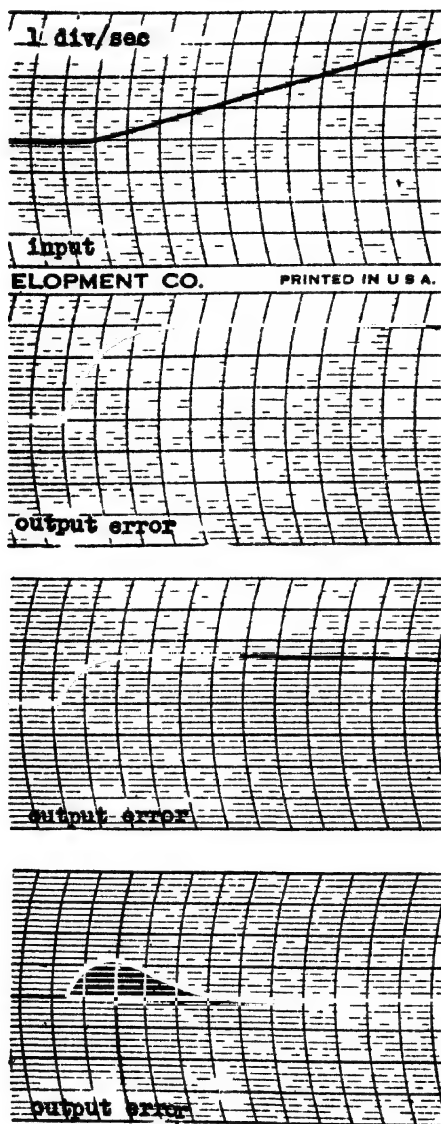 1 div/sec
input
ELOPMENT CO. PRINTED IN U S A.
output error
output error
output error